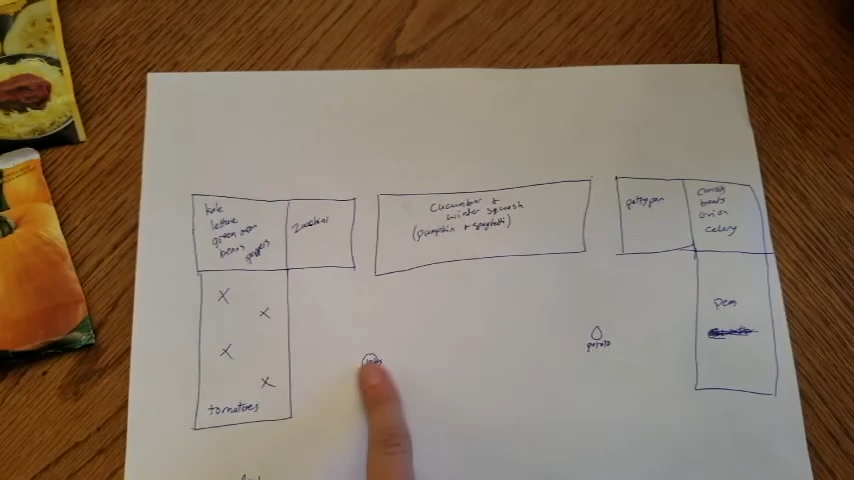 kale
lettuce
green onion
beans peppers
zucchini
cucumber +
winter squash
(pumpkin + spaghetti)
pattypan
carrots
beets
onion
celery
peas
potato
X
X
X
X
tomatoes